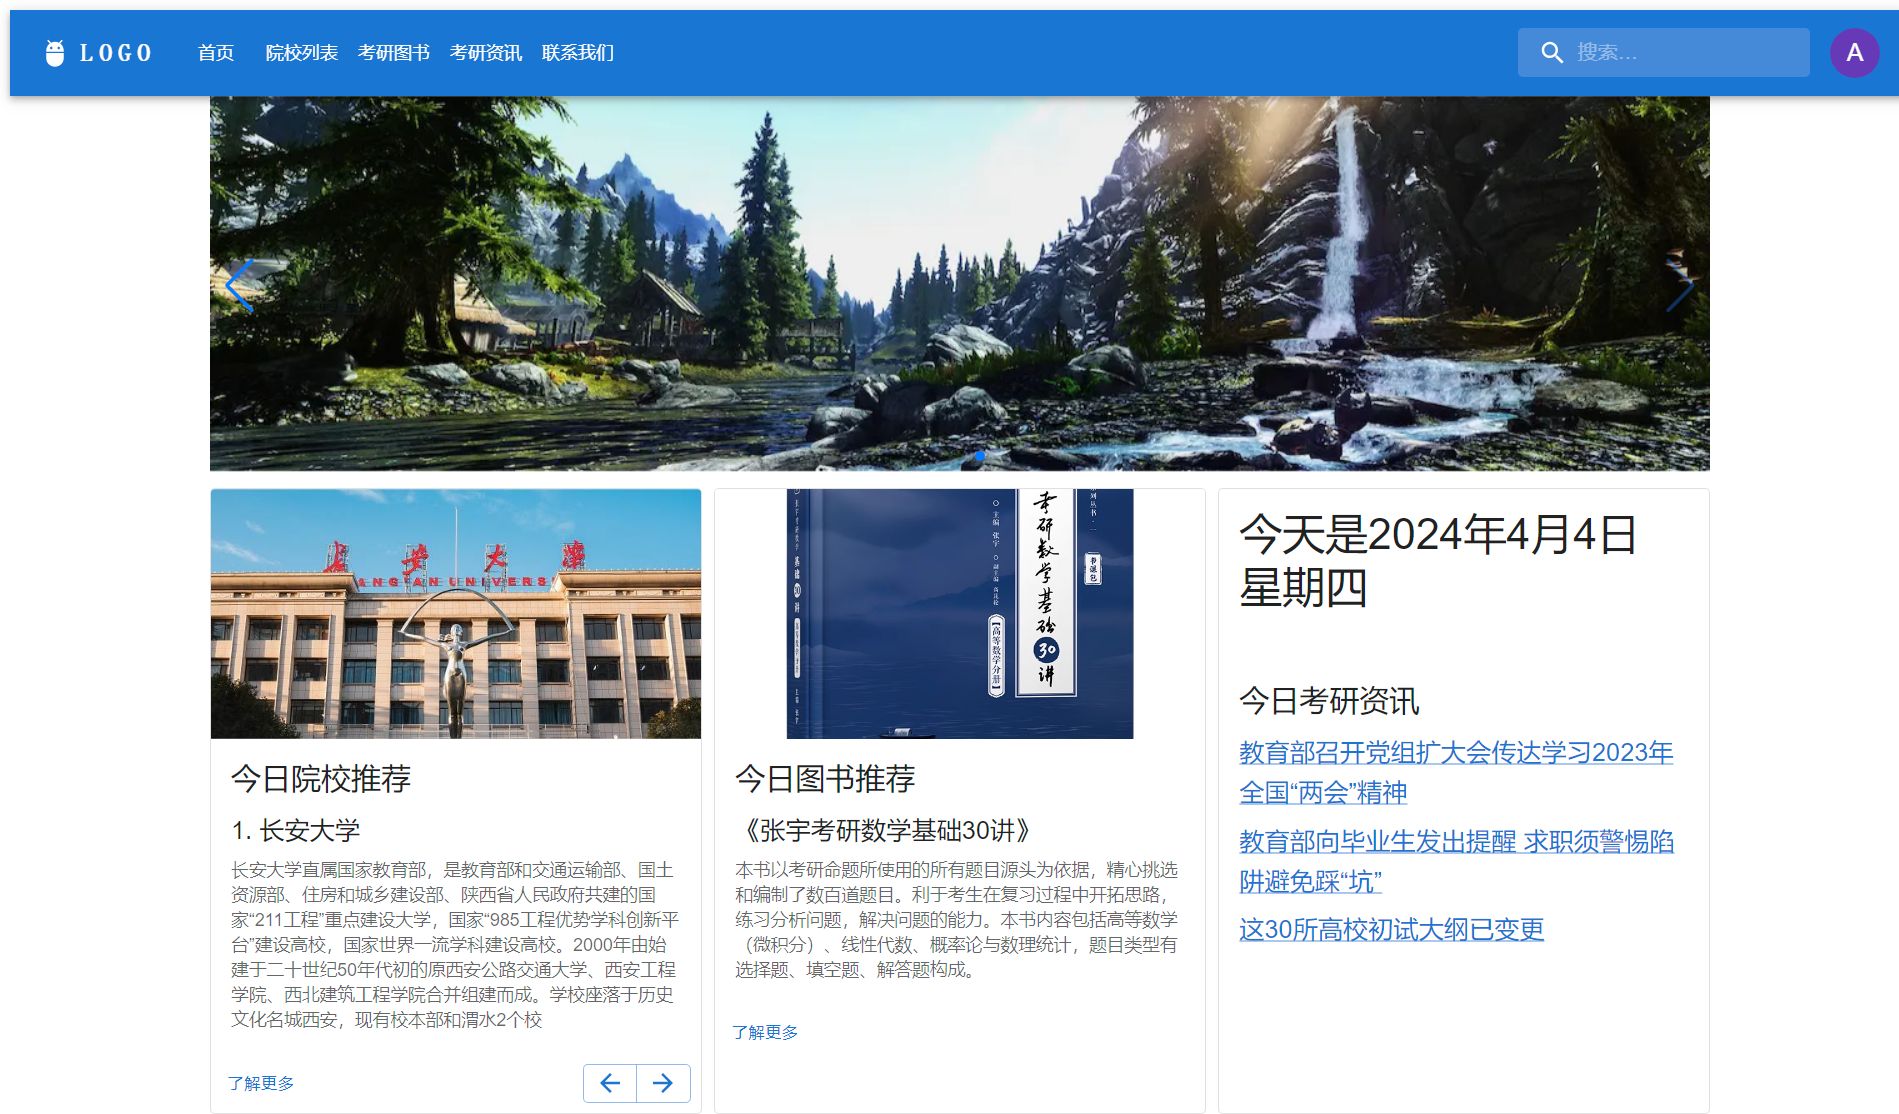 LOGO 首页 院校列表 考研图书 考研资讯 联系我们 搜索... A
长安大学
ANG'AN UNIVERS
考研数学基础30讲
主编 张宇
【高等数学分册】
书课包
今日院校推荐
1. 长安大学
长安大学直属国家教育部，是教育部和交通运输部、国土
资源部、住房和城乡建设部、陕西省人民政府共建的国
家“211工程”重点建设大学，国家“985工程优势学科创新平
台”建设高校，国家世界一流学科建设高校。2000年由始
建于二十世纪50年代初的原西安公路交通大学、西安工程
学院、西北建筑工程学院合并组建而成。学校座落于历史
文化名城西安，现有校本部和渭水2个校
了解更多
今日图书推荐
《张宇考研数学基础30讲》
本书以考研命题所使用的所有题目源头为依据，精心挑选
和编制了数百道题目。利于考生在复习过程中开拓思路，
练习分析问题，解决问题的能力。本书内容包括高等数学
（微积分）、线性代数、概率论与数理统计，题目类型有
选择题、填空题、解答题构成。
了解更多
今天是2024年4月4日
星期四
今日考研资讯
教育部召开党组扩大会传达学习2023年
全国“两会”精神
教育部向毕业生发出提醒 求职须警惕陷
阱避免踩“坑”
这30所高校初试大纲已变更